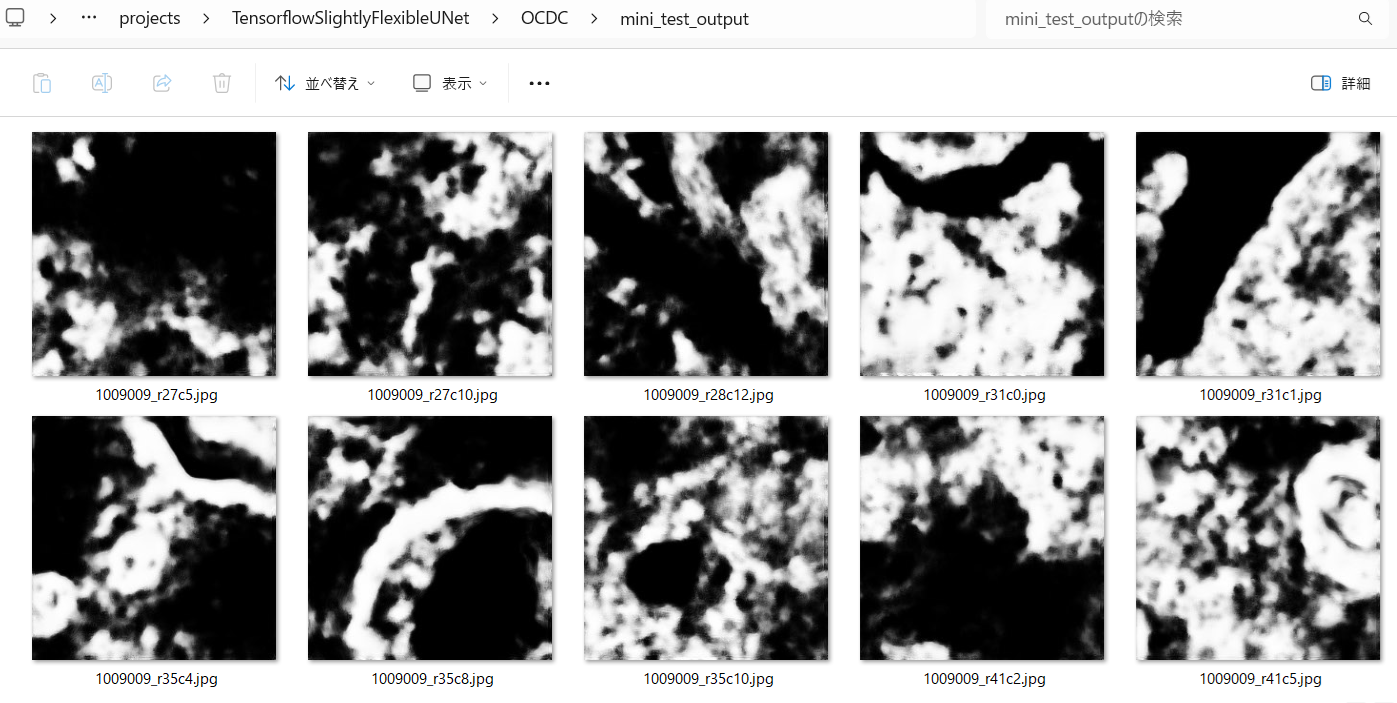 … projects TensorflowSlightlyFlexibleUNet OCDC mini_test_output mini_test_outputの検索
並べ替え 表示 … 詳細
1009009_r27c5.jpg 1009009_r27c10.jpg 1009009_r28c12.jpg 1009009_r31c0.jpg 1009009_r31c1.jpg
1009009_r35c4.jpg 1009009_r35c8.jpg 1009009_r35c10.jpg 1009009_r41c2.jpg 1009009_r41c5.jpg